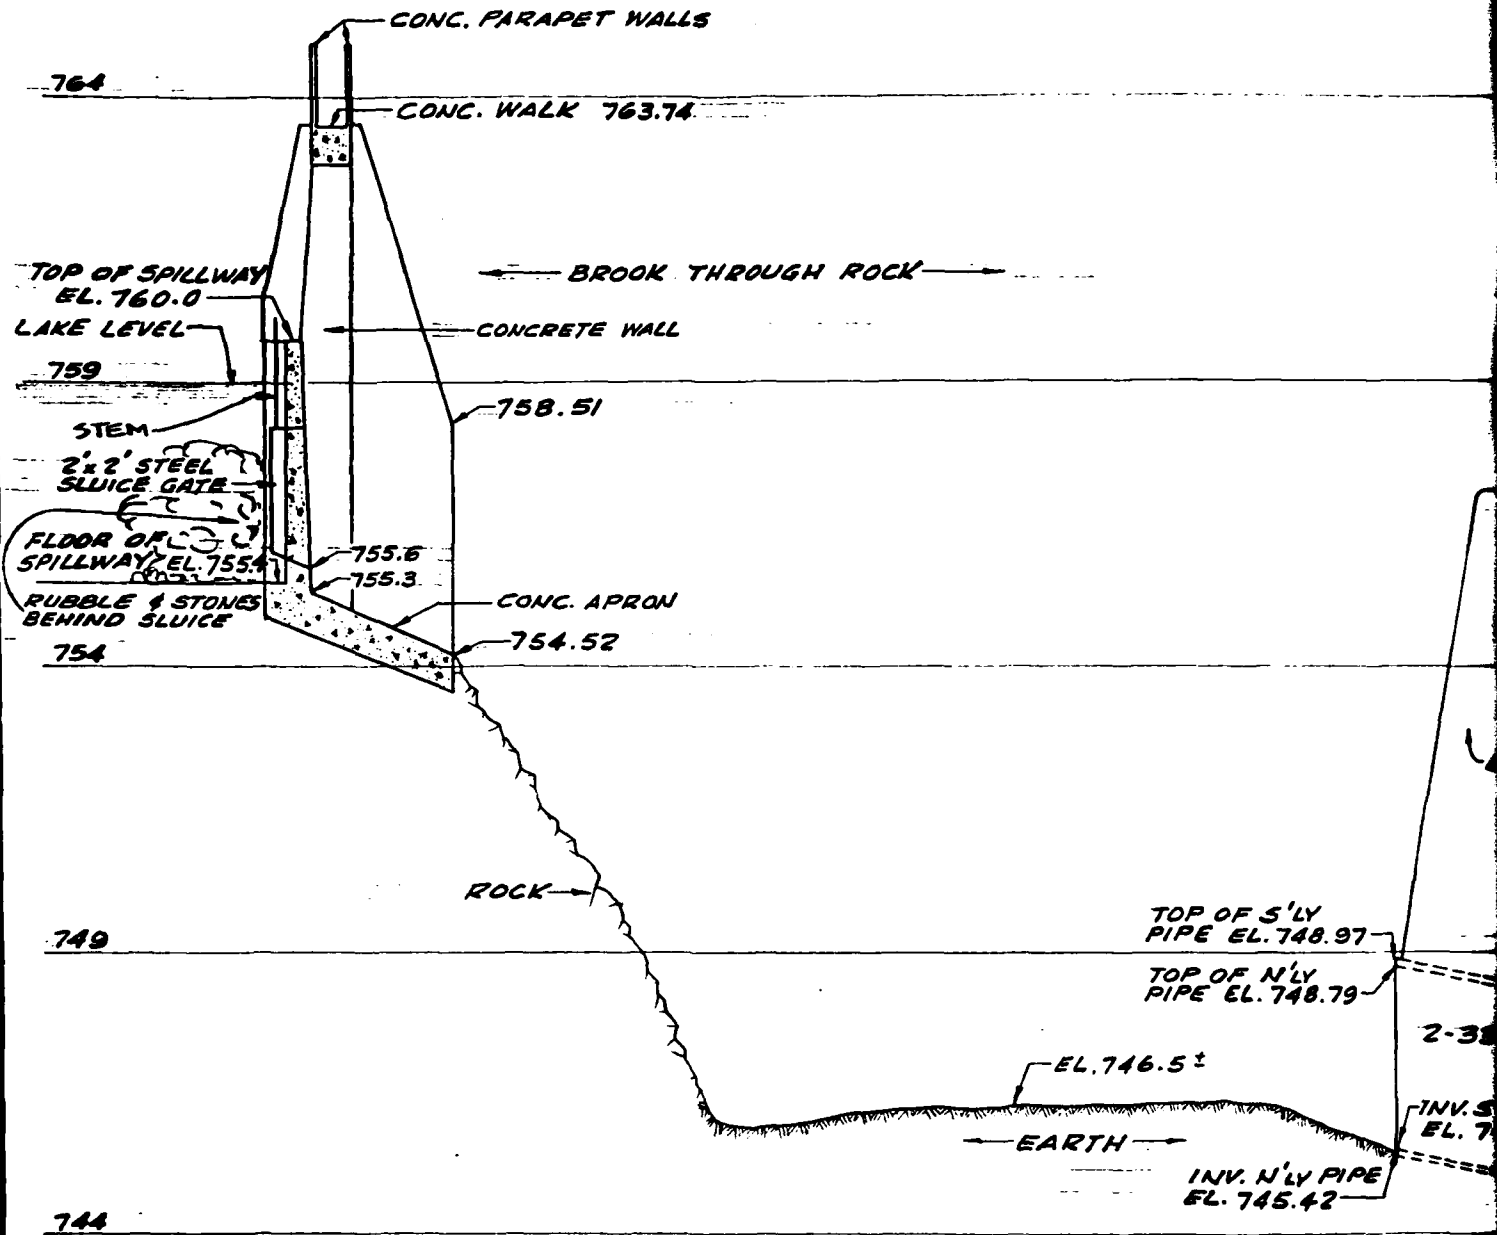 CONC. PARAPET WALLS
764
CONC. WALK 763.74
TOP OF SPILLWAY
EL. 760.0
BROOK THROUGH ROCK
LAKE LEVEL
CONCRETE WALL
759
758.51
STEM
2'x 2' STEEL
SLUICE GATE
FLOOR OF
SPILLWAY EL. 755.4
755.6
755.3
RUBBLE & STONES
BEHIND SLUICE
CONC. APRON
754.52
754
ROCK
749
TOP OF S'LY
PIPE EL. 748.97
TOP OF N'LY
PIPE EL. 748.79
EL. 746.5 ±
INV.
EL. 7
EARTH
INV. N'LY PIPE
EL. 745.42
744